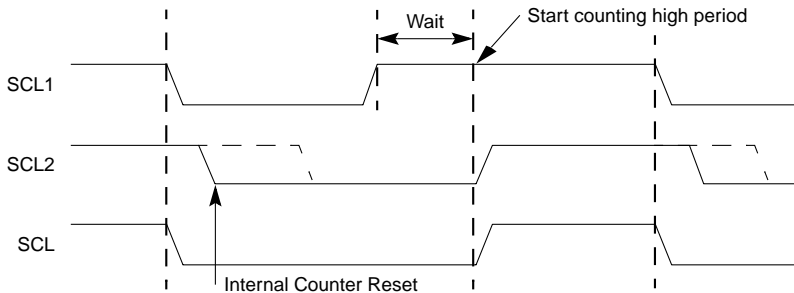 Wait
Start counting high period
SCL1
SCL2
SCL
Internal Counter Reset